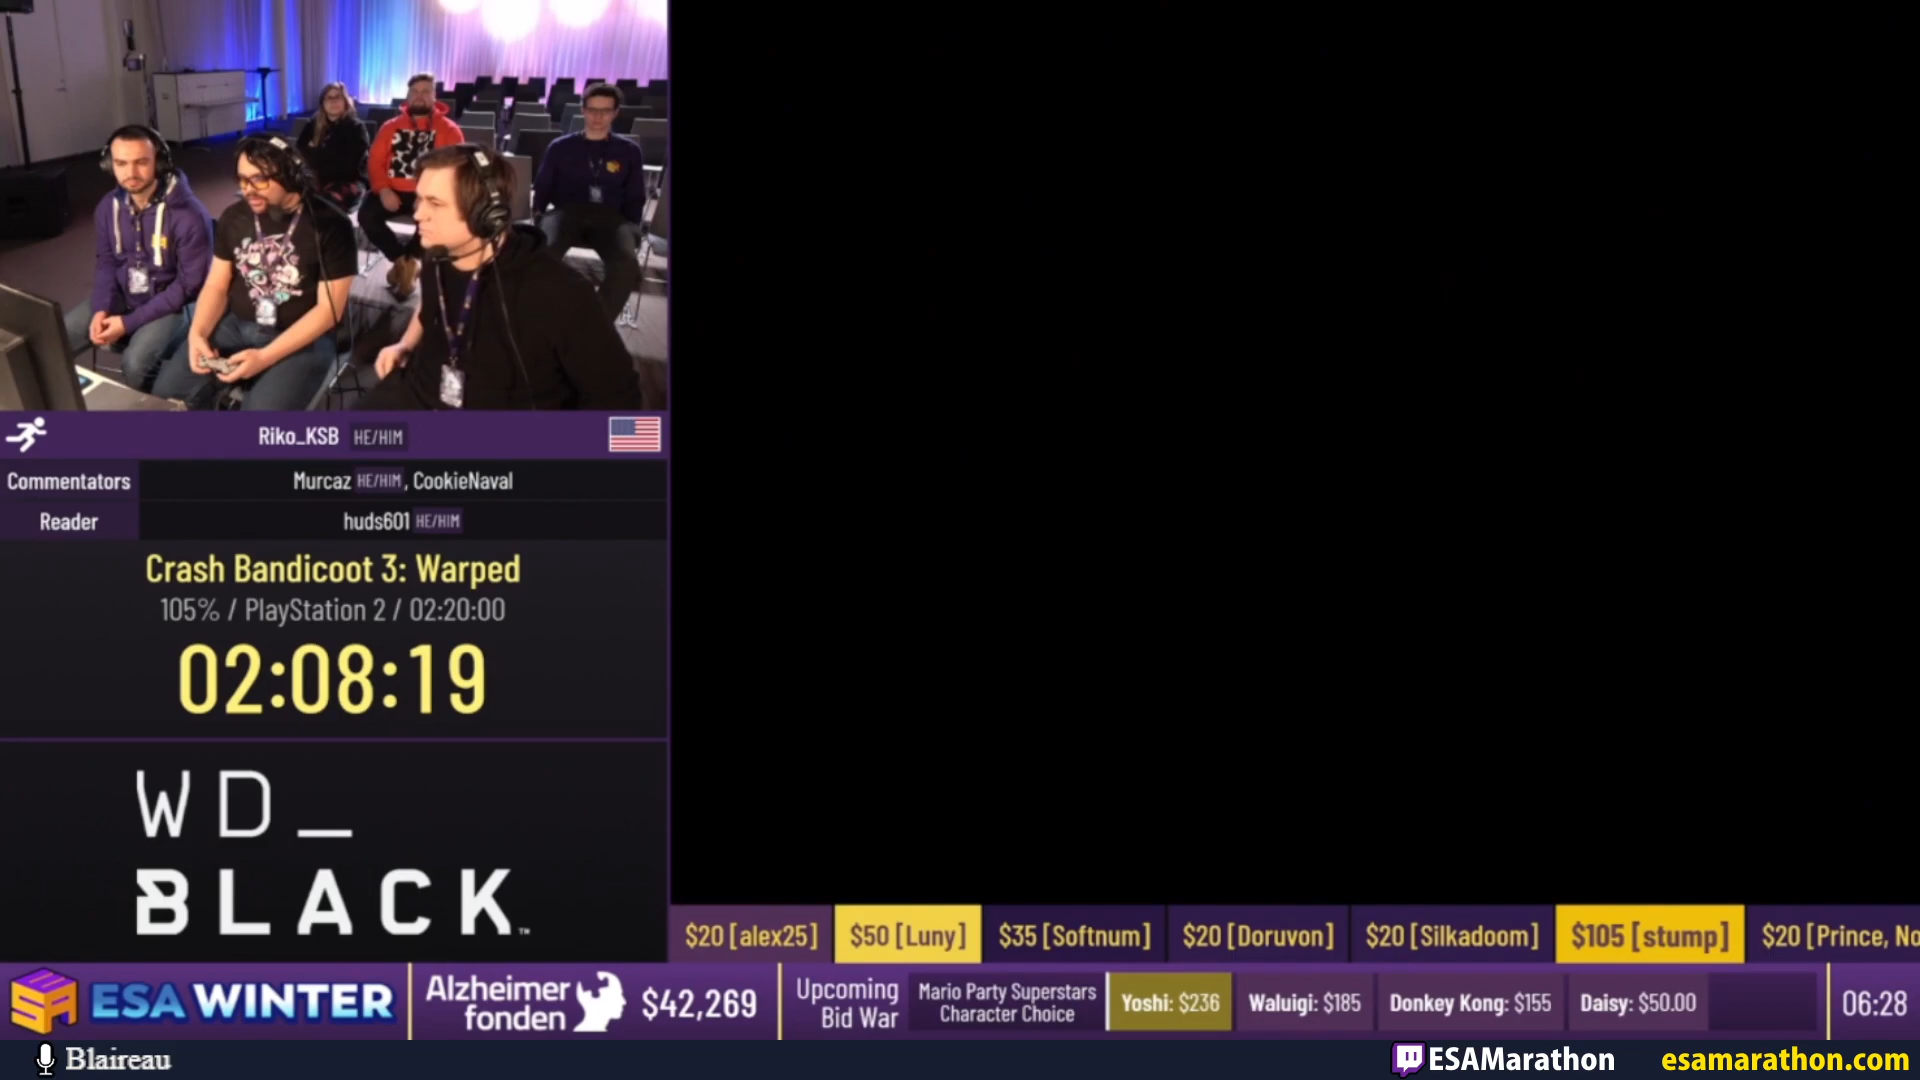 Riko_KSB HE/HIM
Commentators
Murcaz HE/HIM, CookieNaval
Reader
huds601 HE/HIM
Crash Bandicoot 3: Warped
105% / PlayStation 2 / 02:20:00
02:08:19
WD_
BLACK™
$20 [alex25] $50 [Luny] $35 [Softnum] $20 [Doruvon] $20 [Silkadoom] $105 [stump] $20 [Prince, No
ESA WINTER
Alzheimer
fonden
$42,269
Upcoming
Bid War
Mario Party Superstars
Character Choice
Yoshi: $236 Waluigi: $185 Donkey Kong: $155 Daisy: $50.00
06:28
Blaireau
ESAMarathon
esamarathon.com